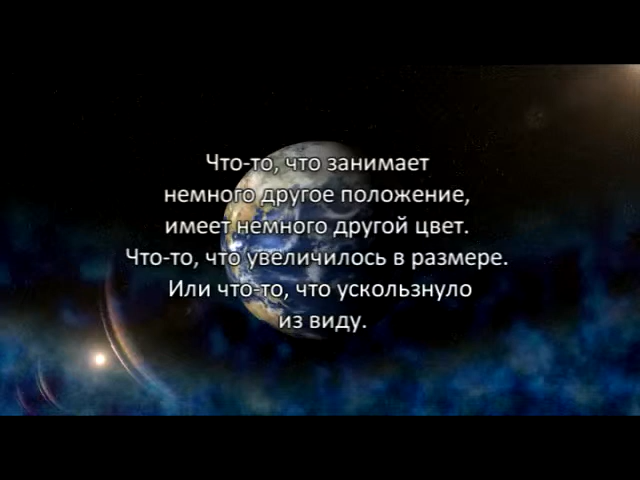 Что-то, что занимает
немного другое положение,
имеет немного другой цвет.
Что-то, что увеличилось в размере.
Или что-то, что ускользнуло
из виду.